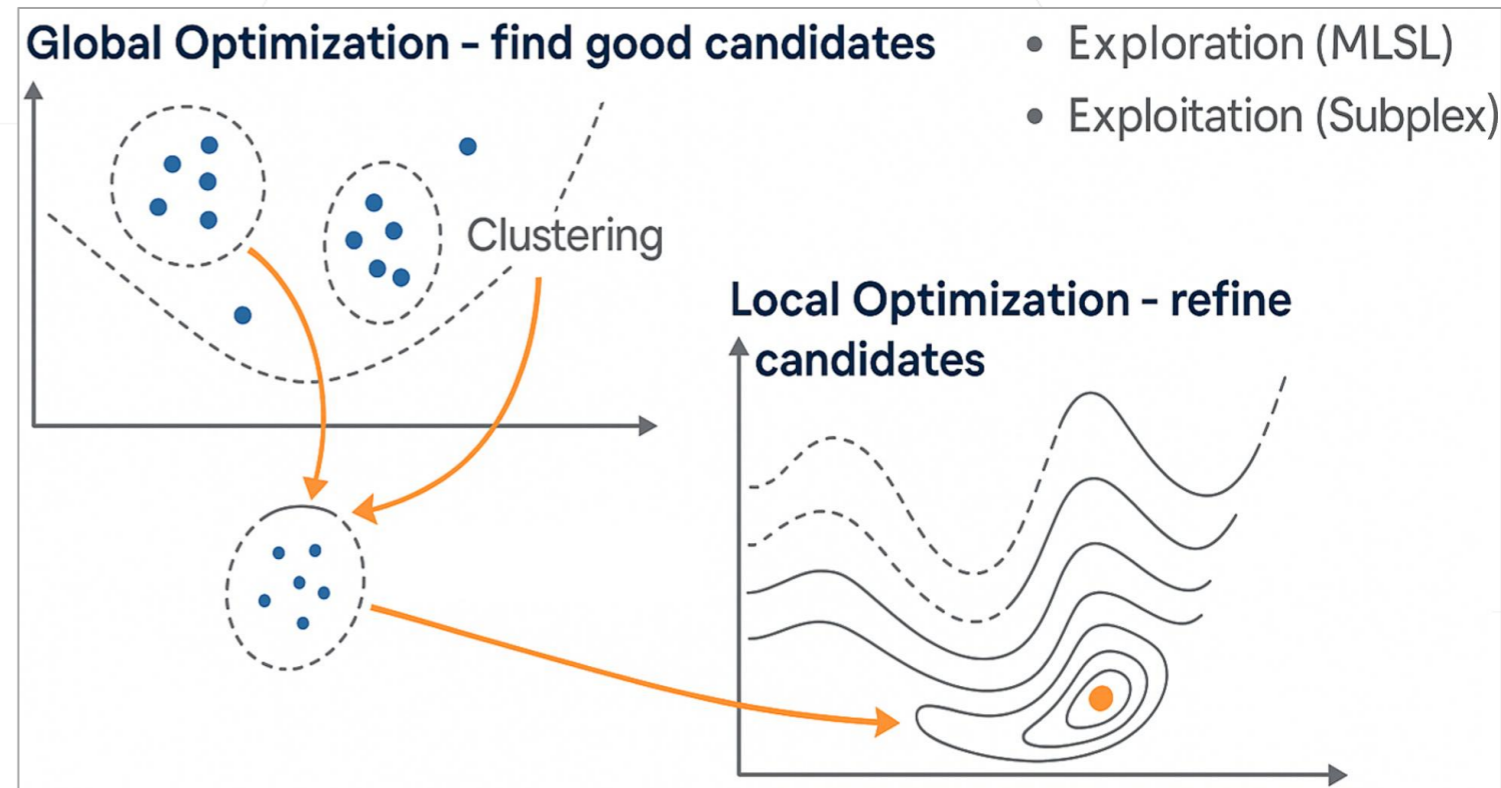 Global Optimization - find good candidates
• Exploration (MLSL)
• Exploitation (Subplex)
Clustering
Local Optimization - refine
candidates